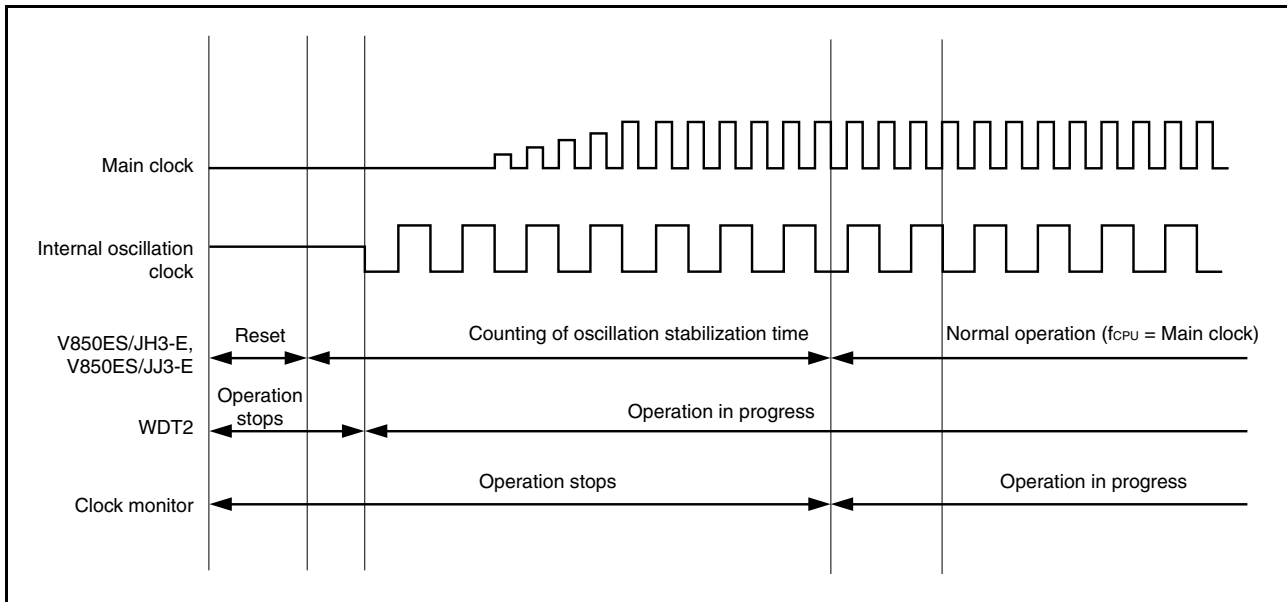 Main clock
Internal oscillation
clock
V850ES/JH3-E,
V850ES/JJ3-E
Reset
Counting of oscillation stabilization time
Normal operation (fCPU = Main clock)
WDT2
Operation
stops
Operation in progress
Clock monitor
Operation stops
Operation in progress